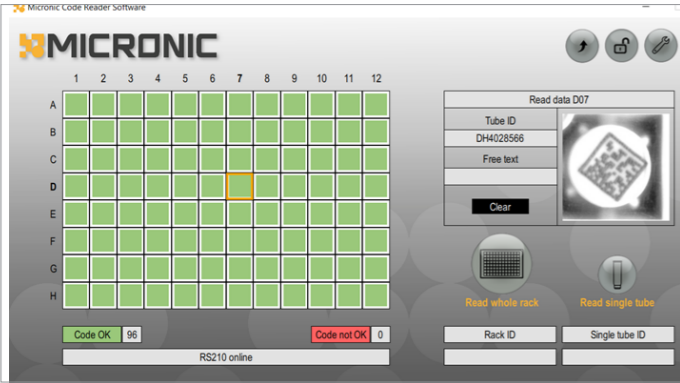 Micronic Code Reader Software
MICRONIC
1 2 3 4 5 6 7 8 9 10 11 12
A
B
C
D
E
F
G
H
Read data D07
Tube ID
DH4028566
Free text
Clear
Read whole rack
Read single tube
Code OK 96
Code not OK 0
Rack ID
Single tube ID
RS210 online